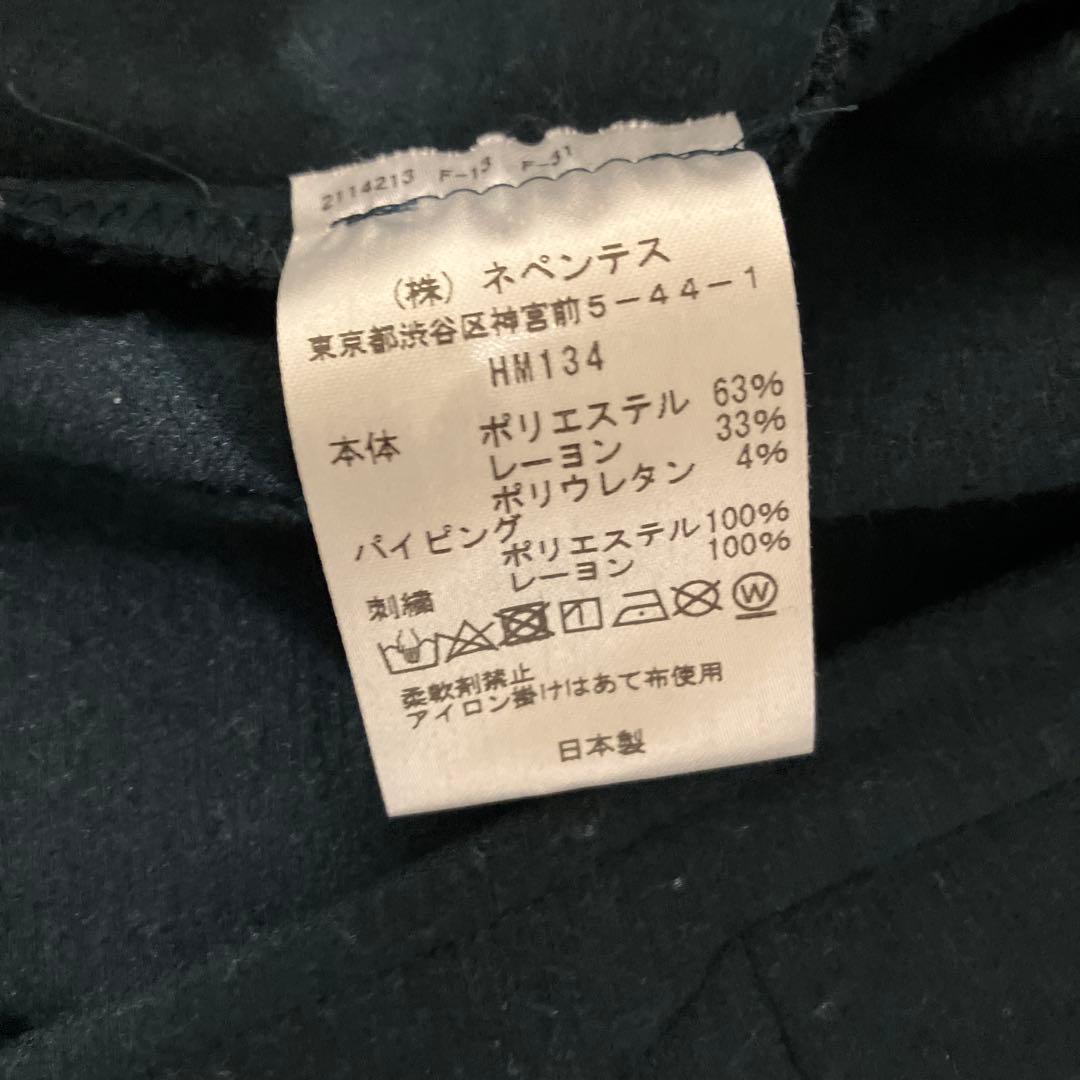 2114213 F-13 F-31
(株) ネペンテス
東京都渋谷区神宮前5-44-1
HM134
本体 ポリエステル 63%
レーヨン 33%
ポリウレタン 4%
パイピング
ポリエステル 100%
刺繍 レーヨン 100%
W
柔軟剤禁止
アイロン掛けはあて布使用
日本製